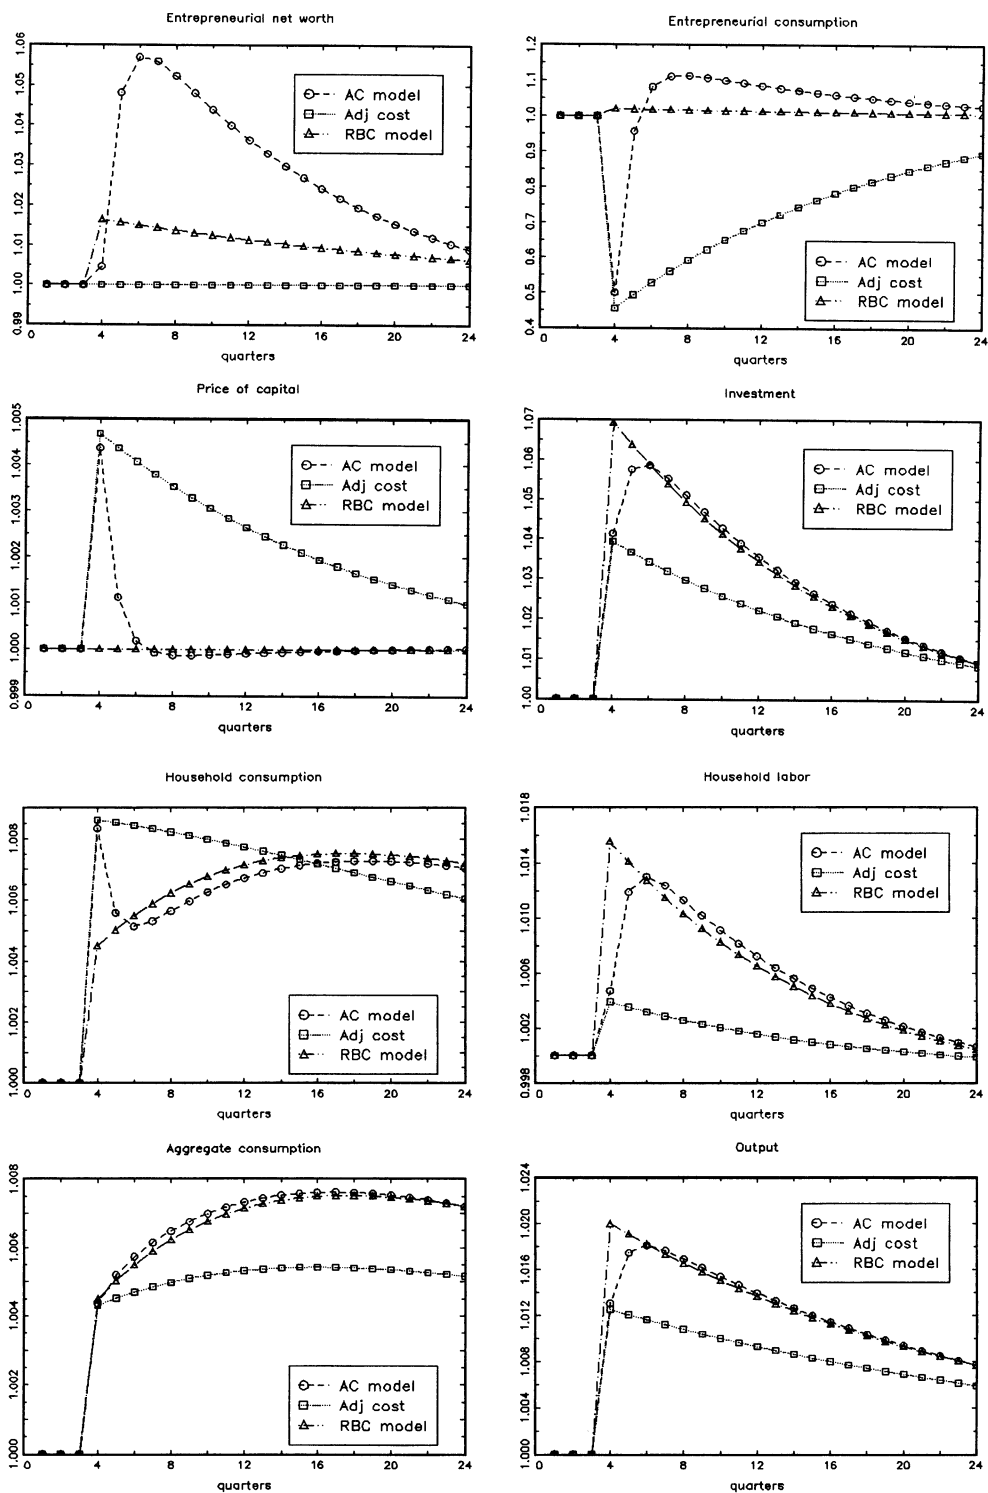 Entrepreneurial net worth
1.06
1.05
1.04
1.03
1.02
1.01
1.00
0.99
AC model
Adj cost
RBC model
0 4 8 12 16 20 24
quarters
Entrepreneurial consumption
1.2
1.1
1.0
0.9
0.8
0.7
0.6
0.5
0.4
AC model
Adj cost
RBC model
0 4 8 12 16 20 24
quarters
Price of capital
1.005
1.004
1.003
1.002
1.001
1.000
0.999
AC model
Adj cost
RBC model
0 4 8 12 16 20 24
quarters
Investment
1.07
1.06
1.05
1.04
1.03
1.02
1.01
1.00
AC model
Adj cost
RBC model
0 4 8 12 16 20 24
quarters
Household consumption
1.008
1.006
1.004
1.002
1.000
AC model
Adj cost
RBC model
0 4 8 12 16 20 24
quarters
Household labor
1.018
1.014
1.010
1.006
1.002
0.998
AC model
Adj cost
RBC model
0 4 8 12 16 20 24
quarters
Aggregate consumption
1.008
1.006
1.004
1.002
1.000
AC model
Adj cost
RBC model
0 4 8 12 16 20 24
quarters
Output
1.024
1.020
1.016
1.012
1.008
1.004
1.000
AC model
Adj cost
RBC model
0 4 8 12 16 20 24
quarters